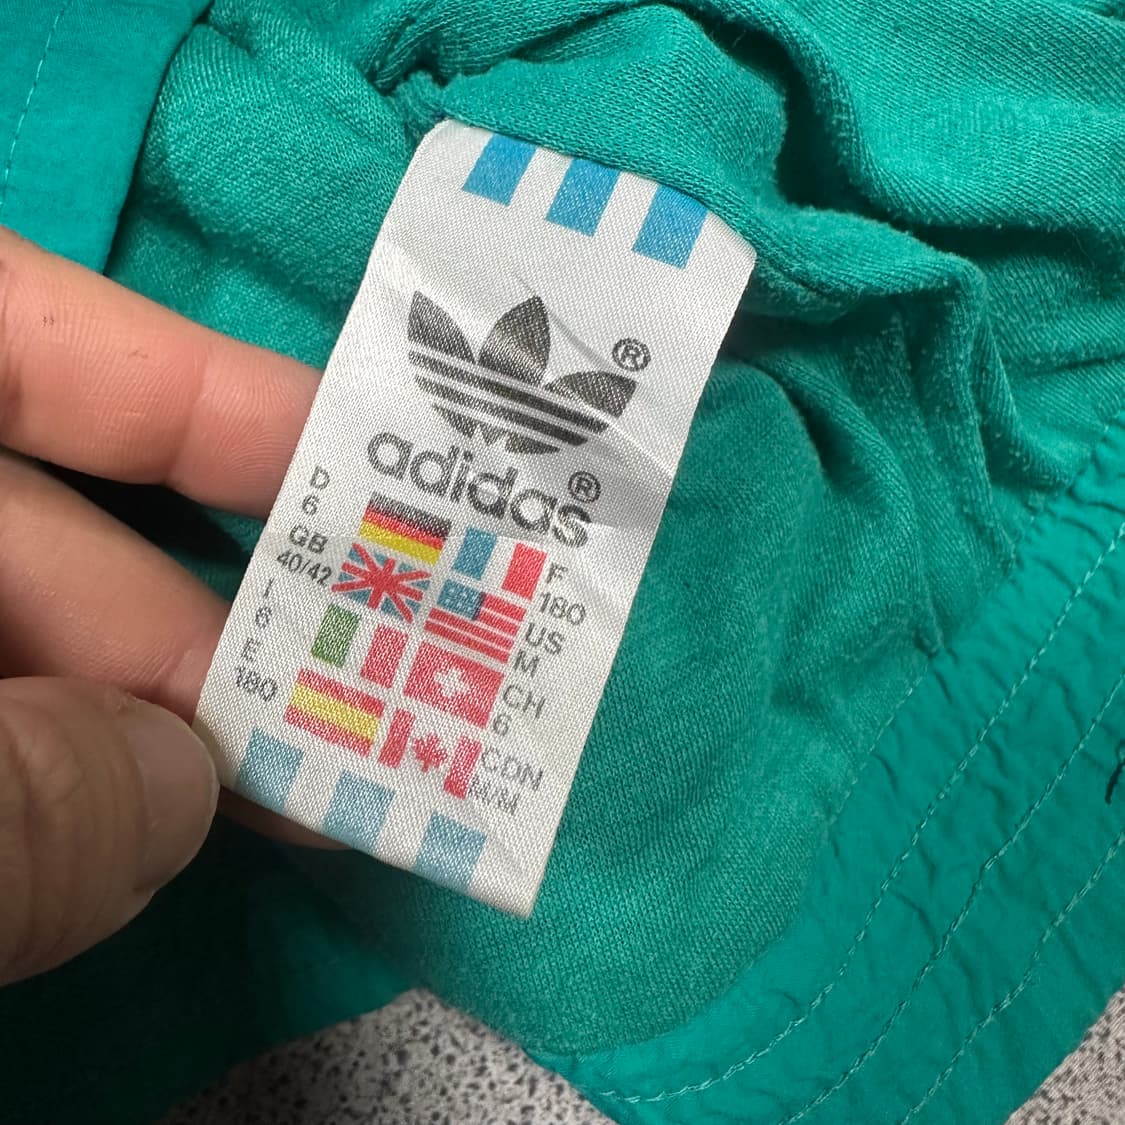 ®
adidas®
D
6
GB
40/42
I
6
E
180
F
180
US
M
CH
6
CDN
M/M